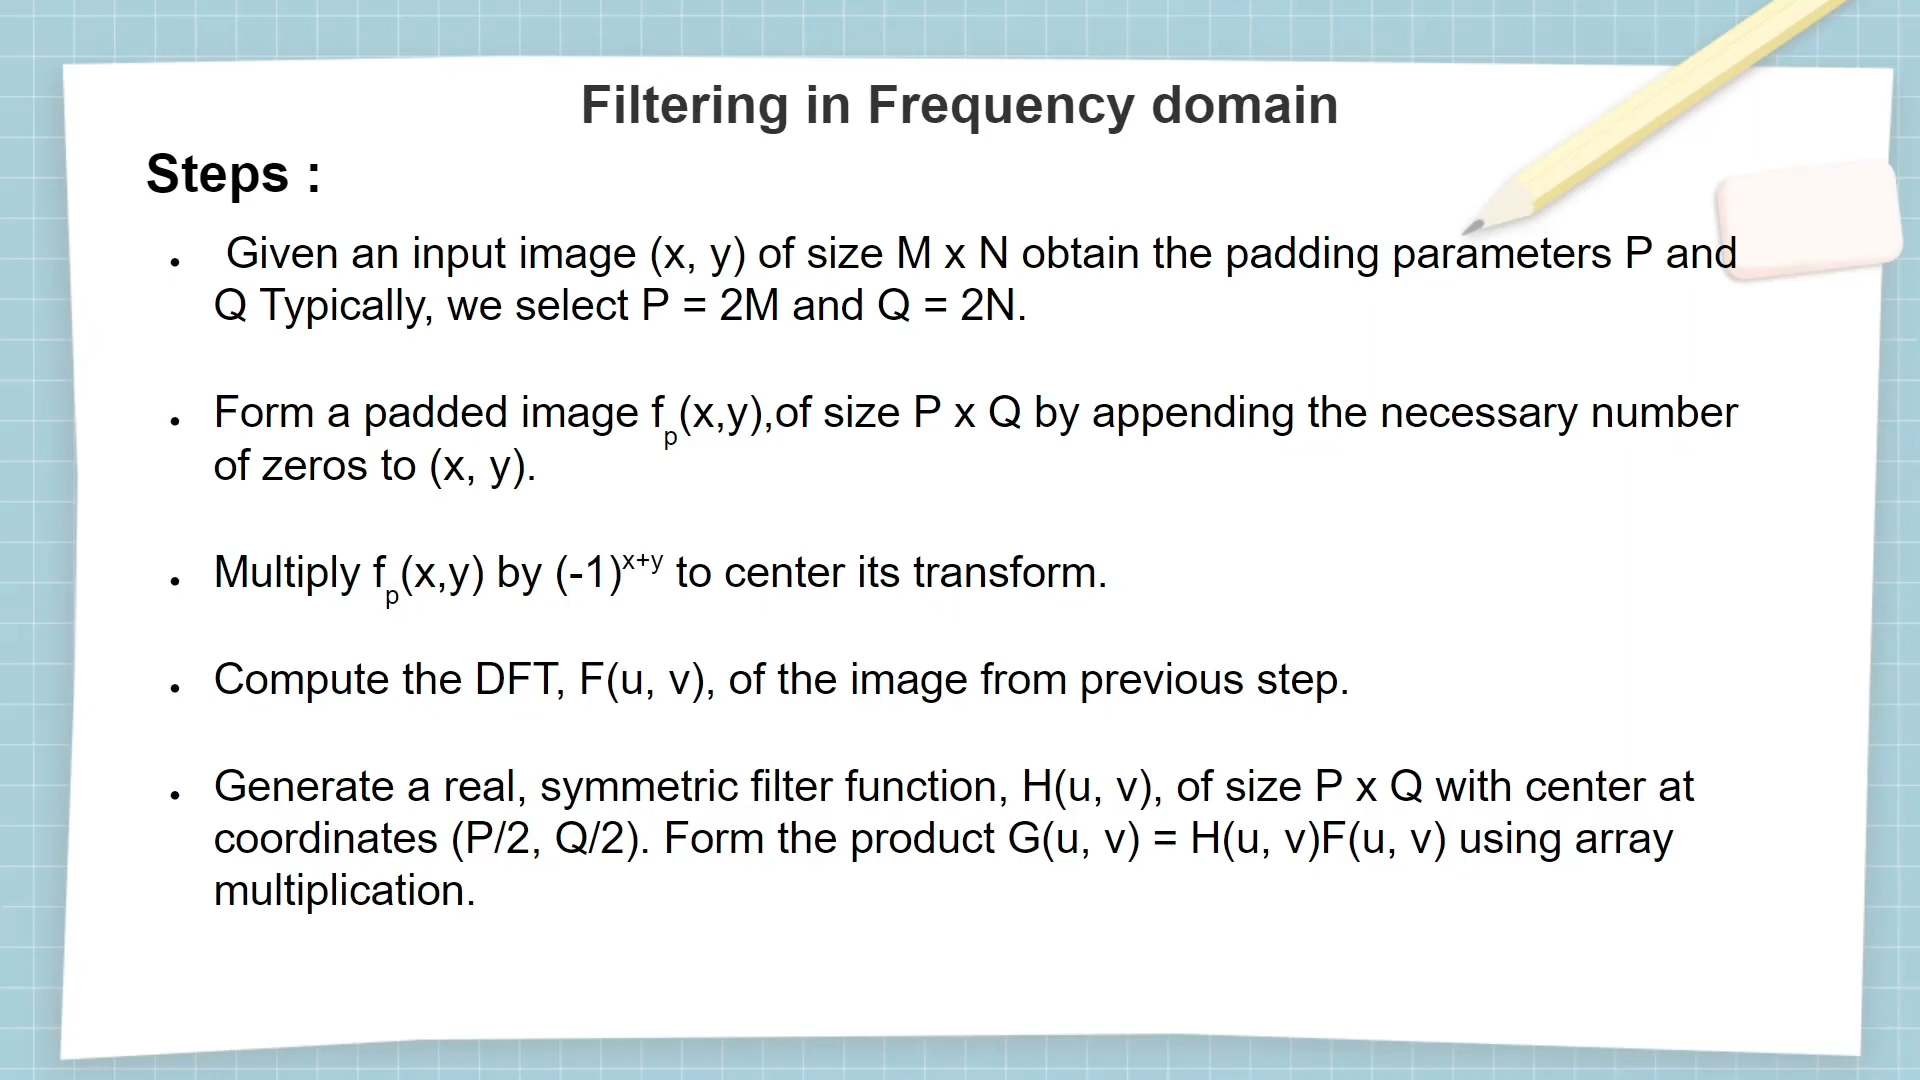 Filtering in Frequency domain
Steps :
• Given an input image (x, y) of size M x N obtain the padding parameters P and
Q Typically, we select P = 2M and Q = 2N.
• Form a padded image fₚ(x,y),of size P x Q by appending the necessary number
of zeros to (x, y).
• Multiply fₚ(x,y) by (-1)ˣ⁺ʸ to center its transform.
• Compute the DFT, F(u, v), of the image from previous step.
• Generate a real, symmetric filter function, H(u, v), of size P x Q with center at
coordinates (P/2, Q/2). Form the product G(u, v) = H(u, v)F(u, v) using array
multiplication.